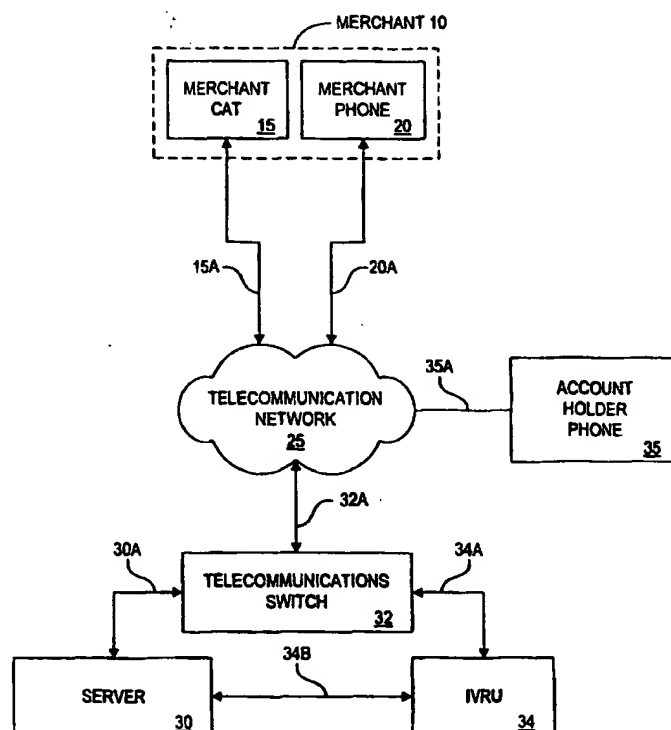 MERCHANT 10
MERCHANT
CAT
15
MERCHANT
PHONE
20
15A
20A
TELECOMMUNICATION
NETWORK
25
35A
ACCOUNT
HOLDER
PHONE
35
32A
30A
TELECOMMUNICATIONS
SWITCH
32
34A
34B
SERVER
30
IVRU
34